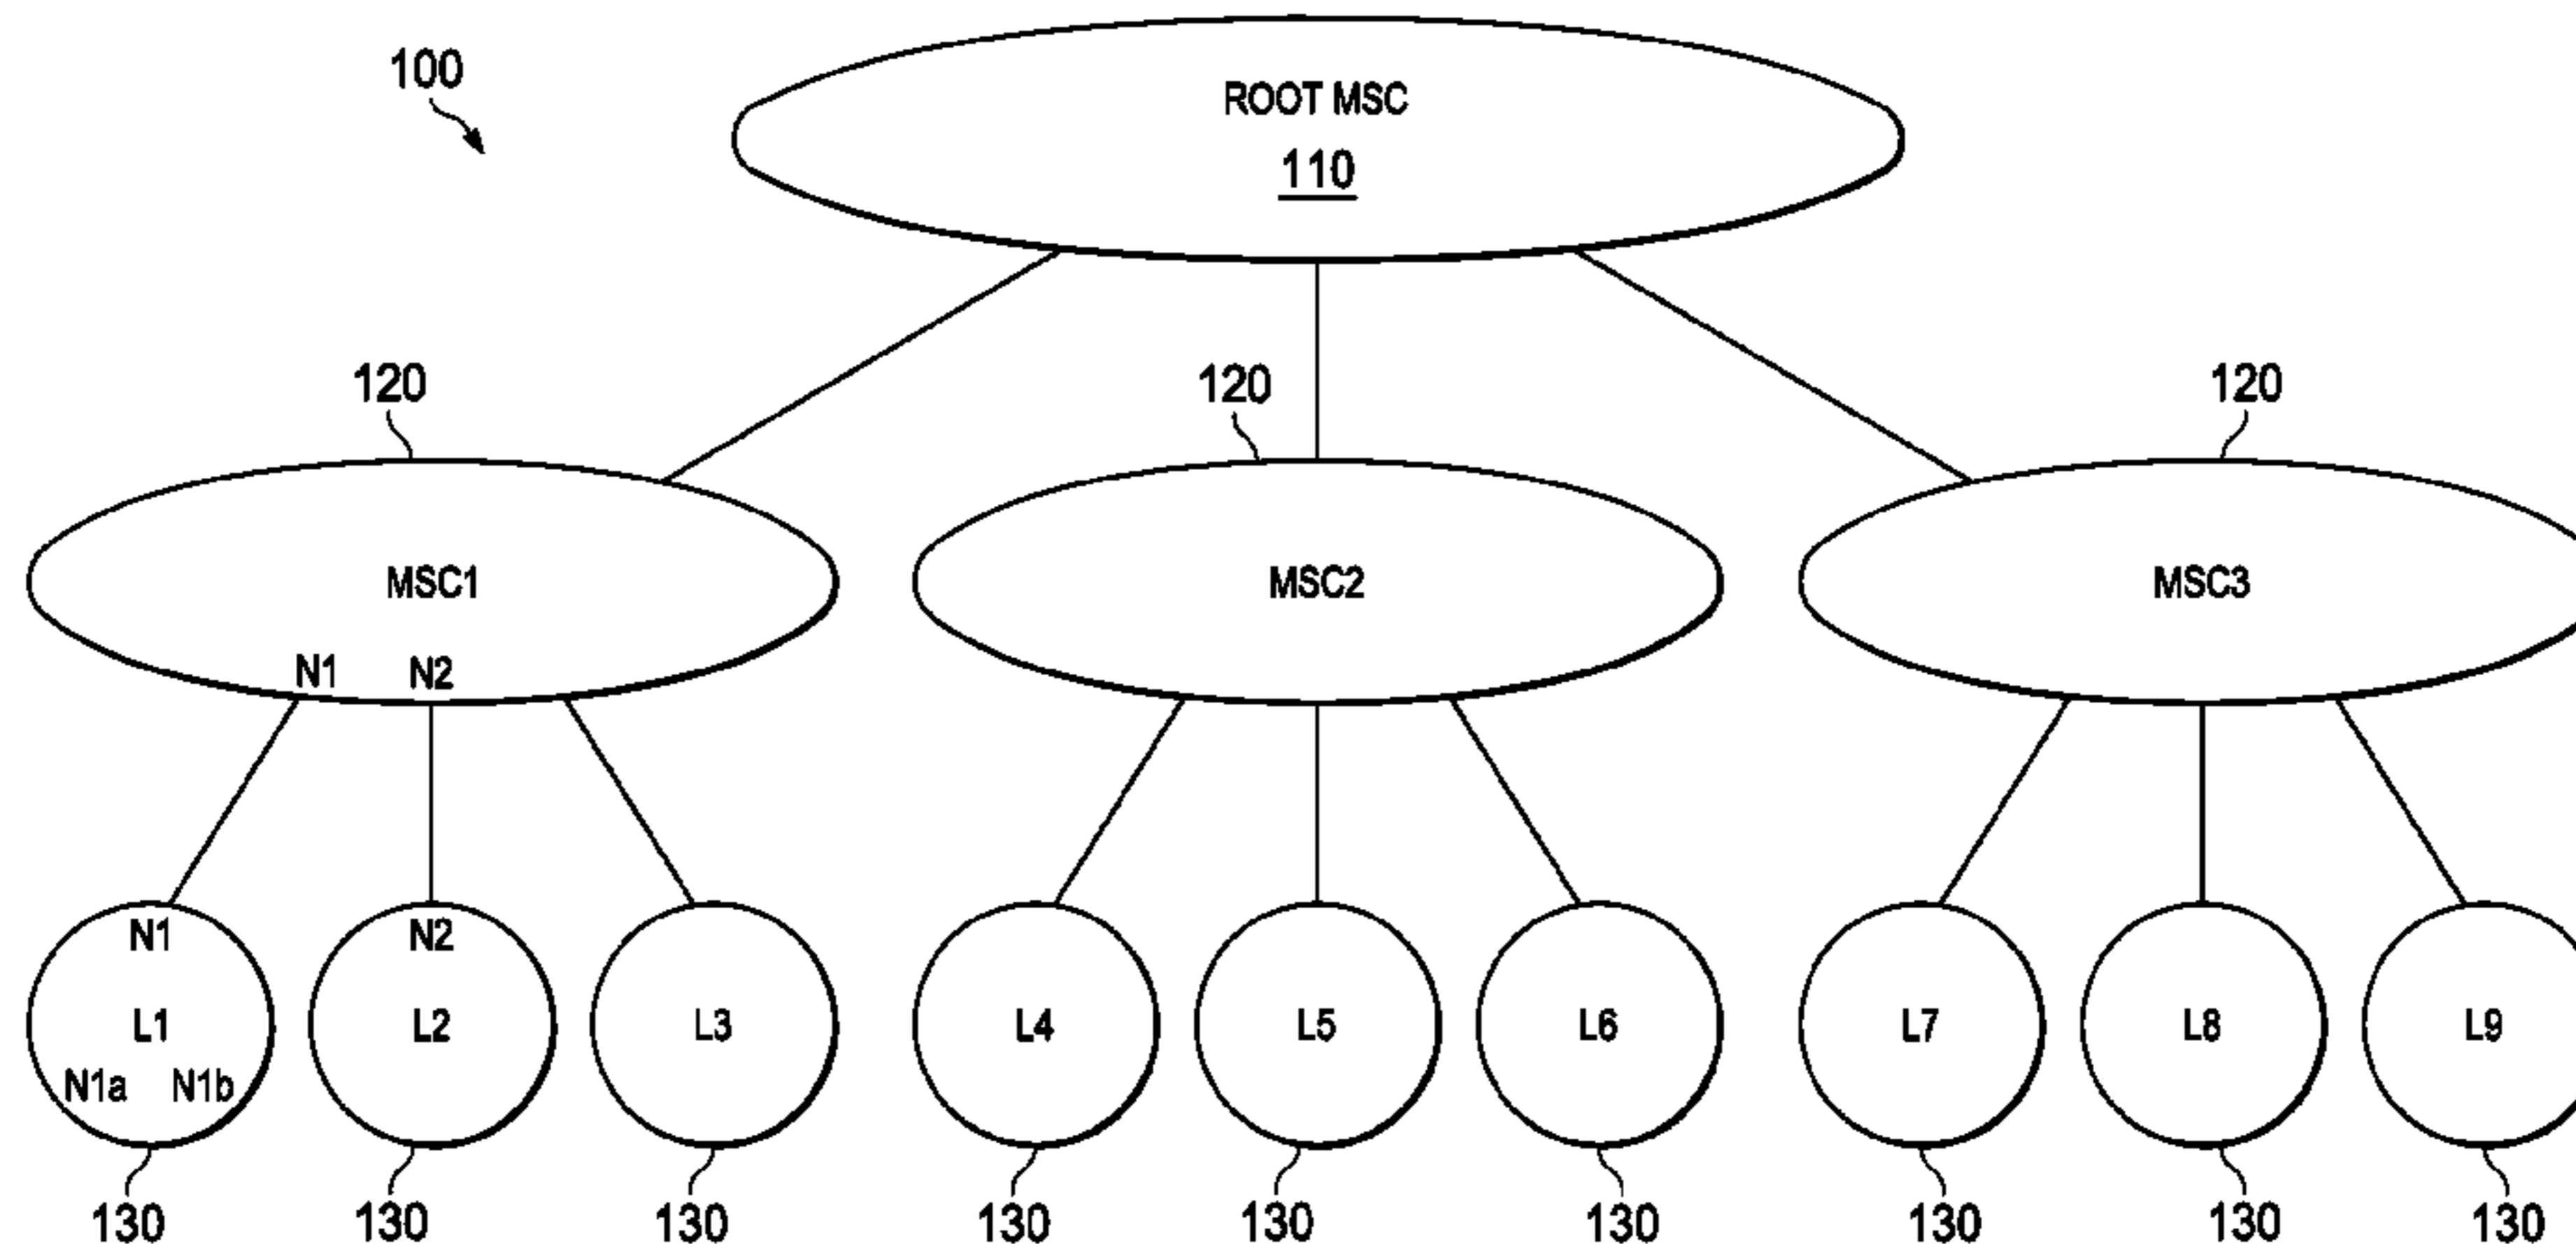 100
ROOT MSC
110
120 120 120
MSC1 MSC2 MSC3
N1 N2
N1 N2
L1 L2 L3 L4 L5 L6 L7 L8 L9
N1a N1b
130 130 130 130 130 130 130 130 130